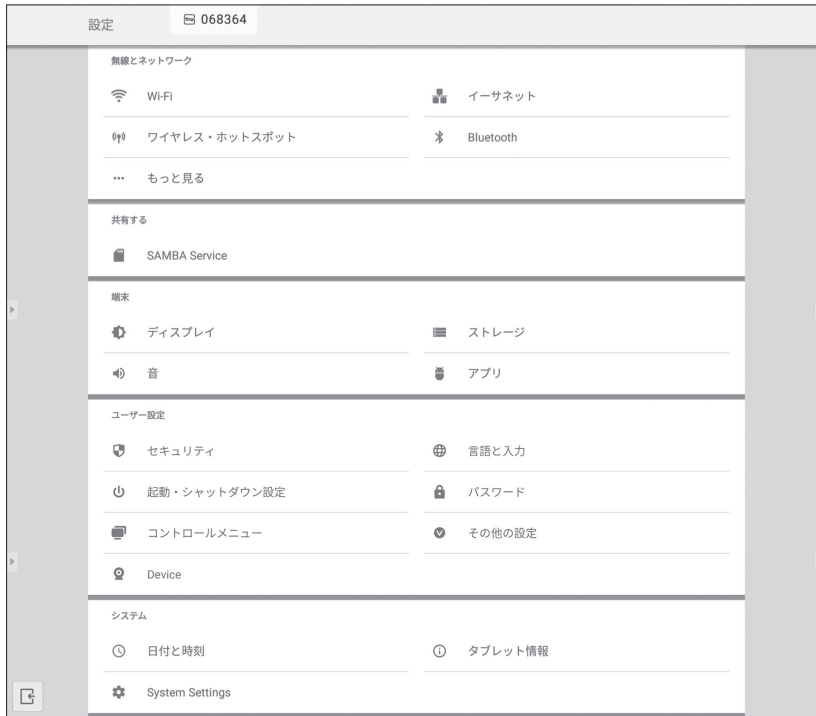 設定
068364
無線とネットワーク
Wi-Fi
イーサネット
ワイヤレス・ホットスポット
Bluetooth
もっと見る
共有する
SAMBA Service
端末
ディスプレイ
ストレージ
音
アプリ
ユーザー設定
セキュリティ
言語と入力
起動・シャットダウン設定
パスワード
コントロールメニュー
その他の設定
Device
システム
日付と時刻
タブレット情報
System Settings